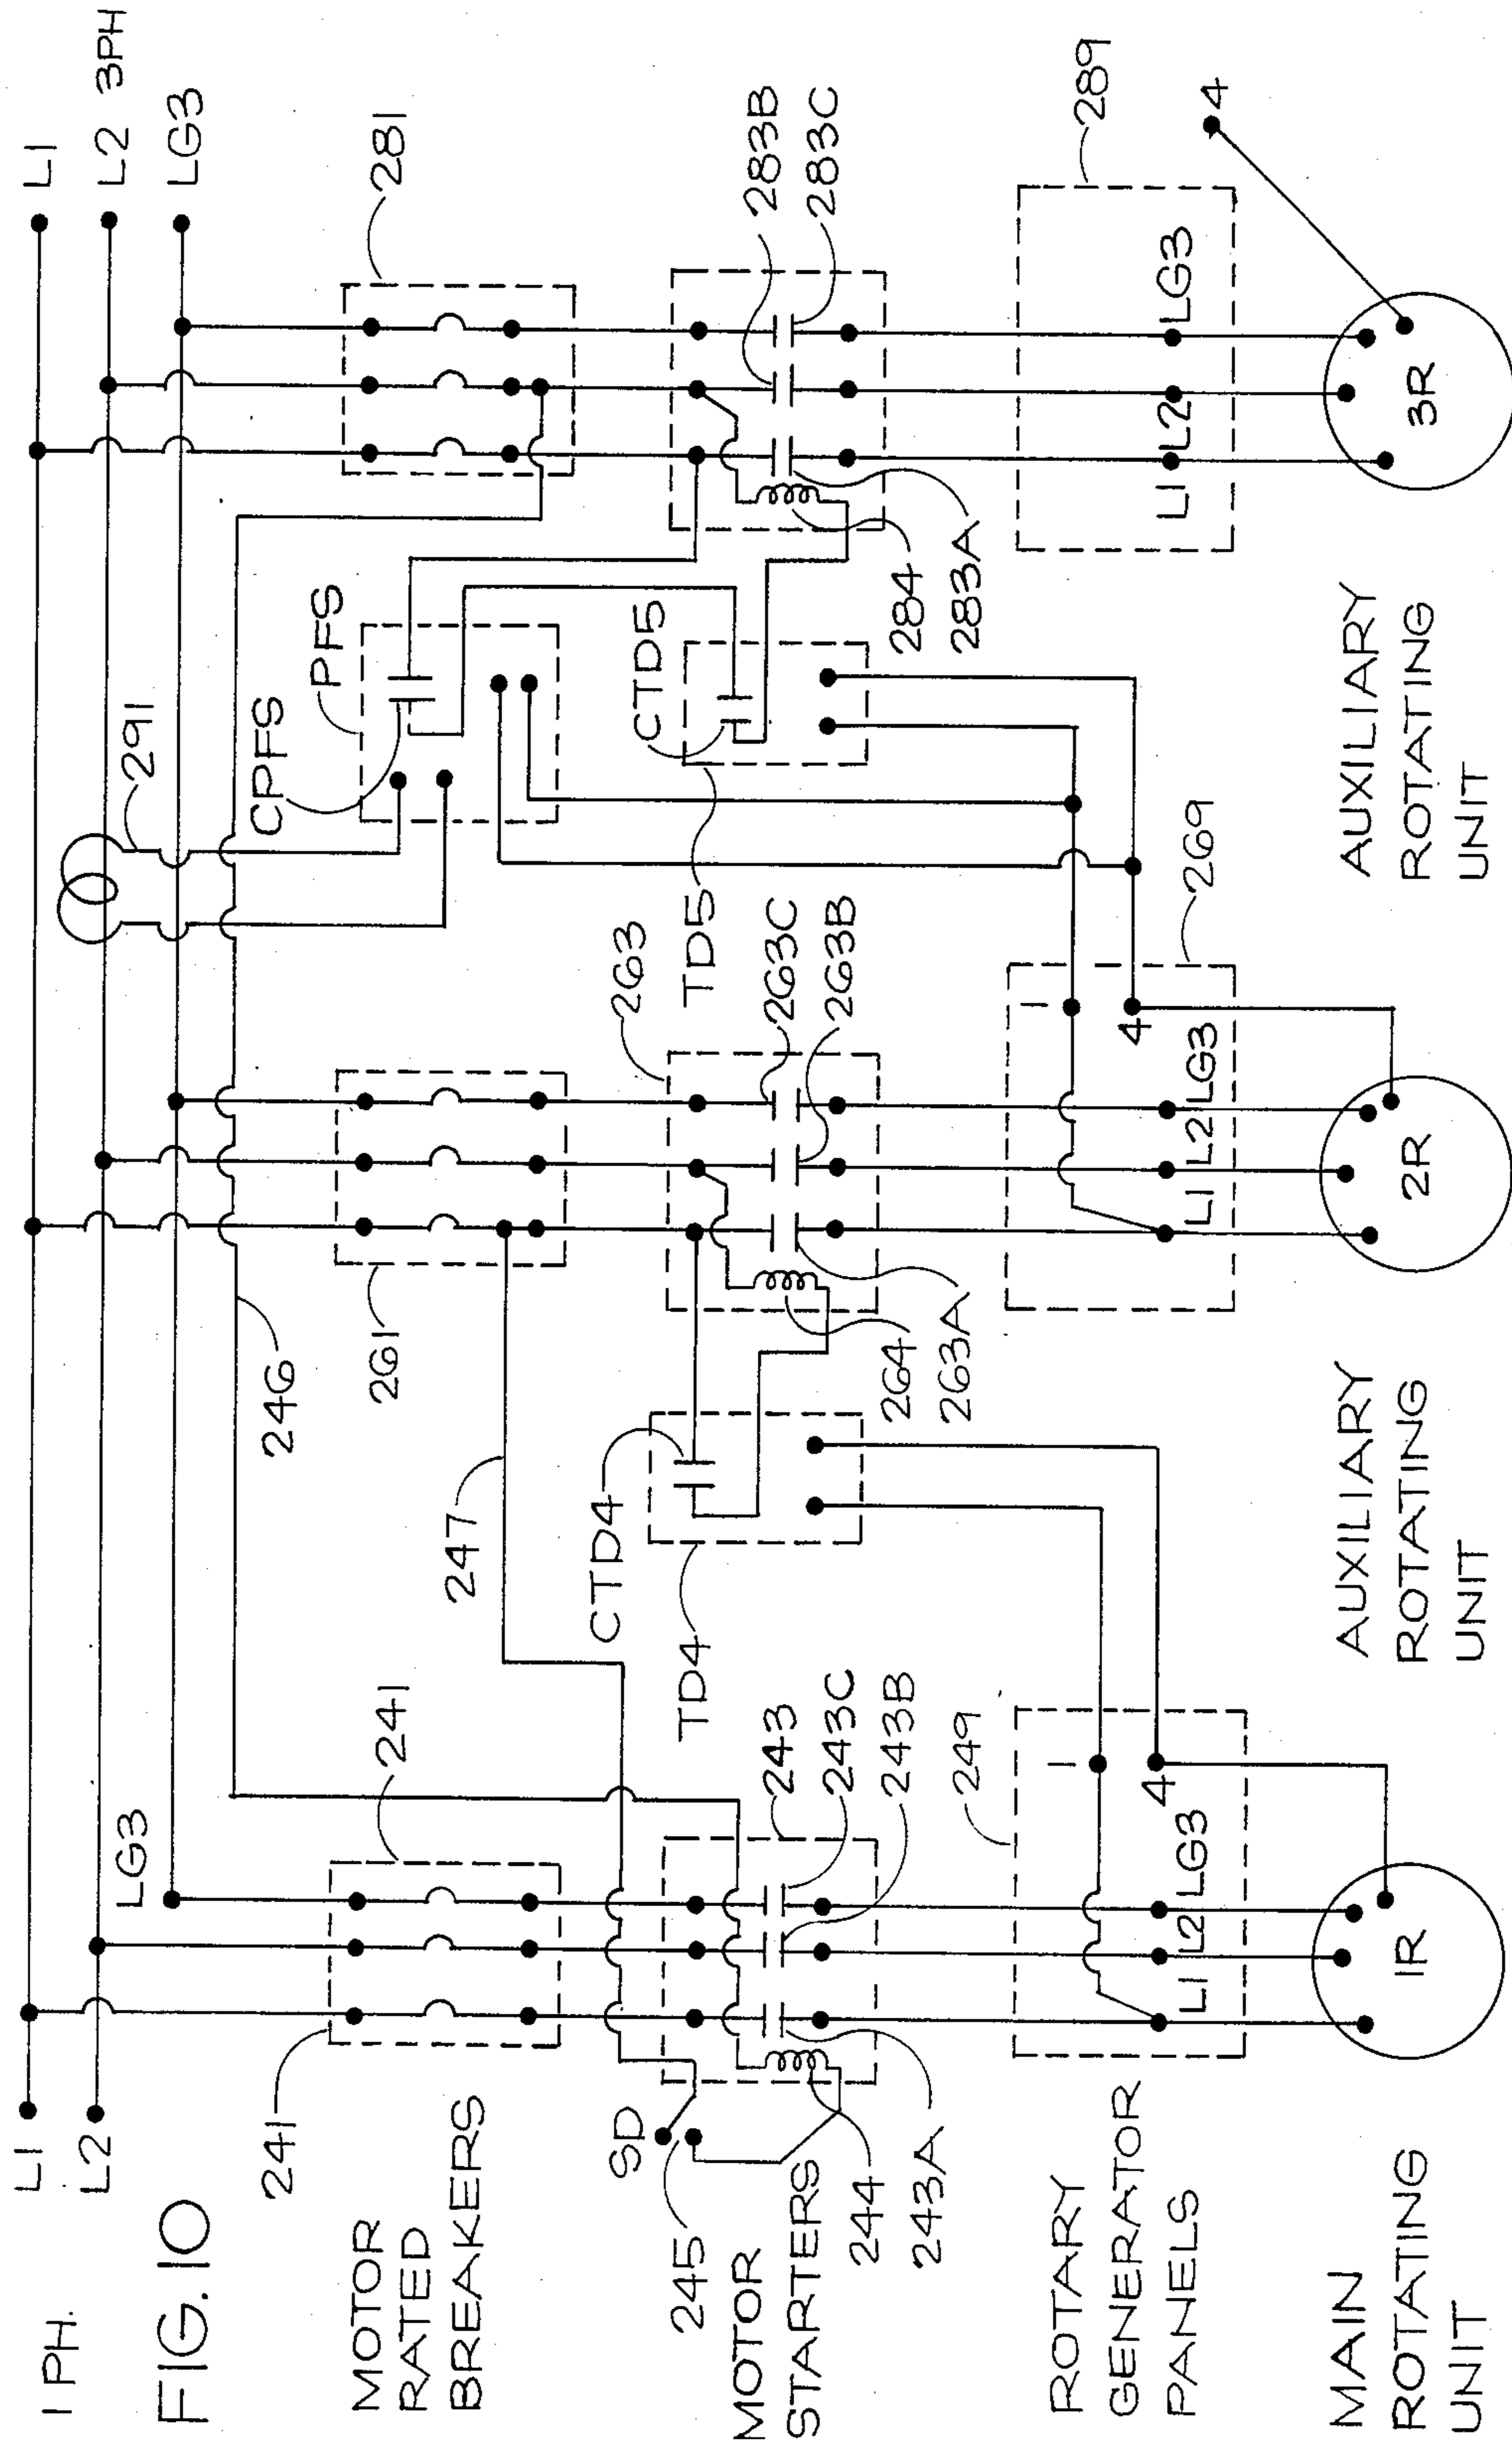 FIG. 10
1 PH.
L1
L2
LG3
L1
L2 3PH
LG3
MOTOR
RATED
BREAKERS
241
241
261
281
246
247
291
PFS
CPFS
MOTOR
STARTERS
SD
245
244
243A
243
243C
243B
TD4
CTD4
263
263C
263B
264
263A
TD5
CTD5
284
283A
283B
283C
ROTARY
GENERATOR
PANELS
249
1
4
L1 L2 LG3
269
1
4
L1 L2 LG3
289
L1 L2 LG3
4
1R
2R
3R
MAIN
ROTATING
UNIT
AUXILIARY
ROTATING
UNIT
AUXILIARY
ROTATING
UNIT